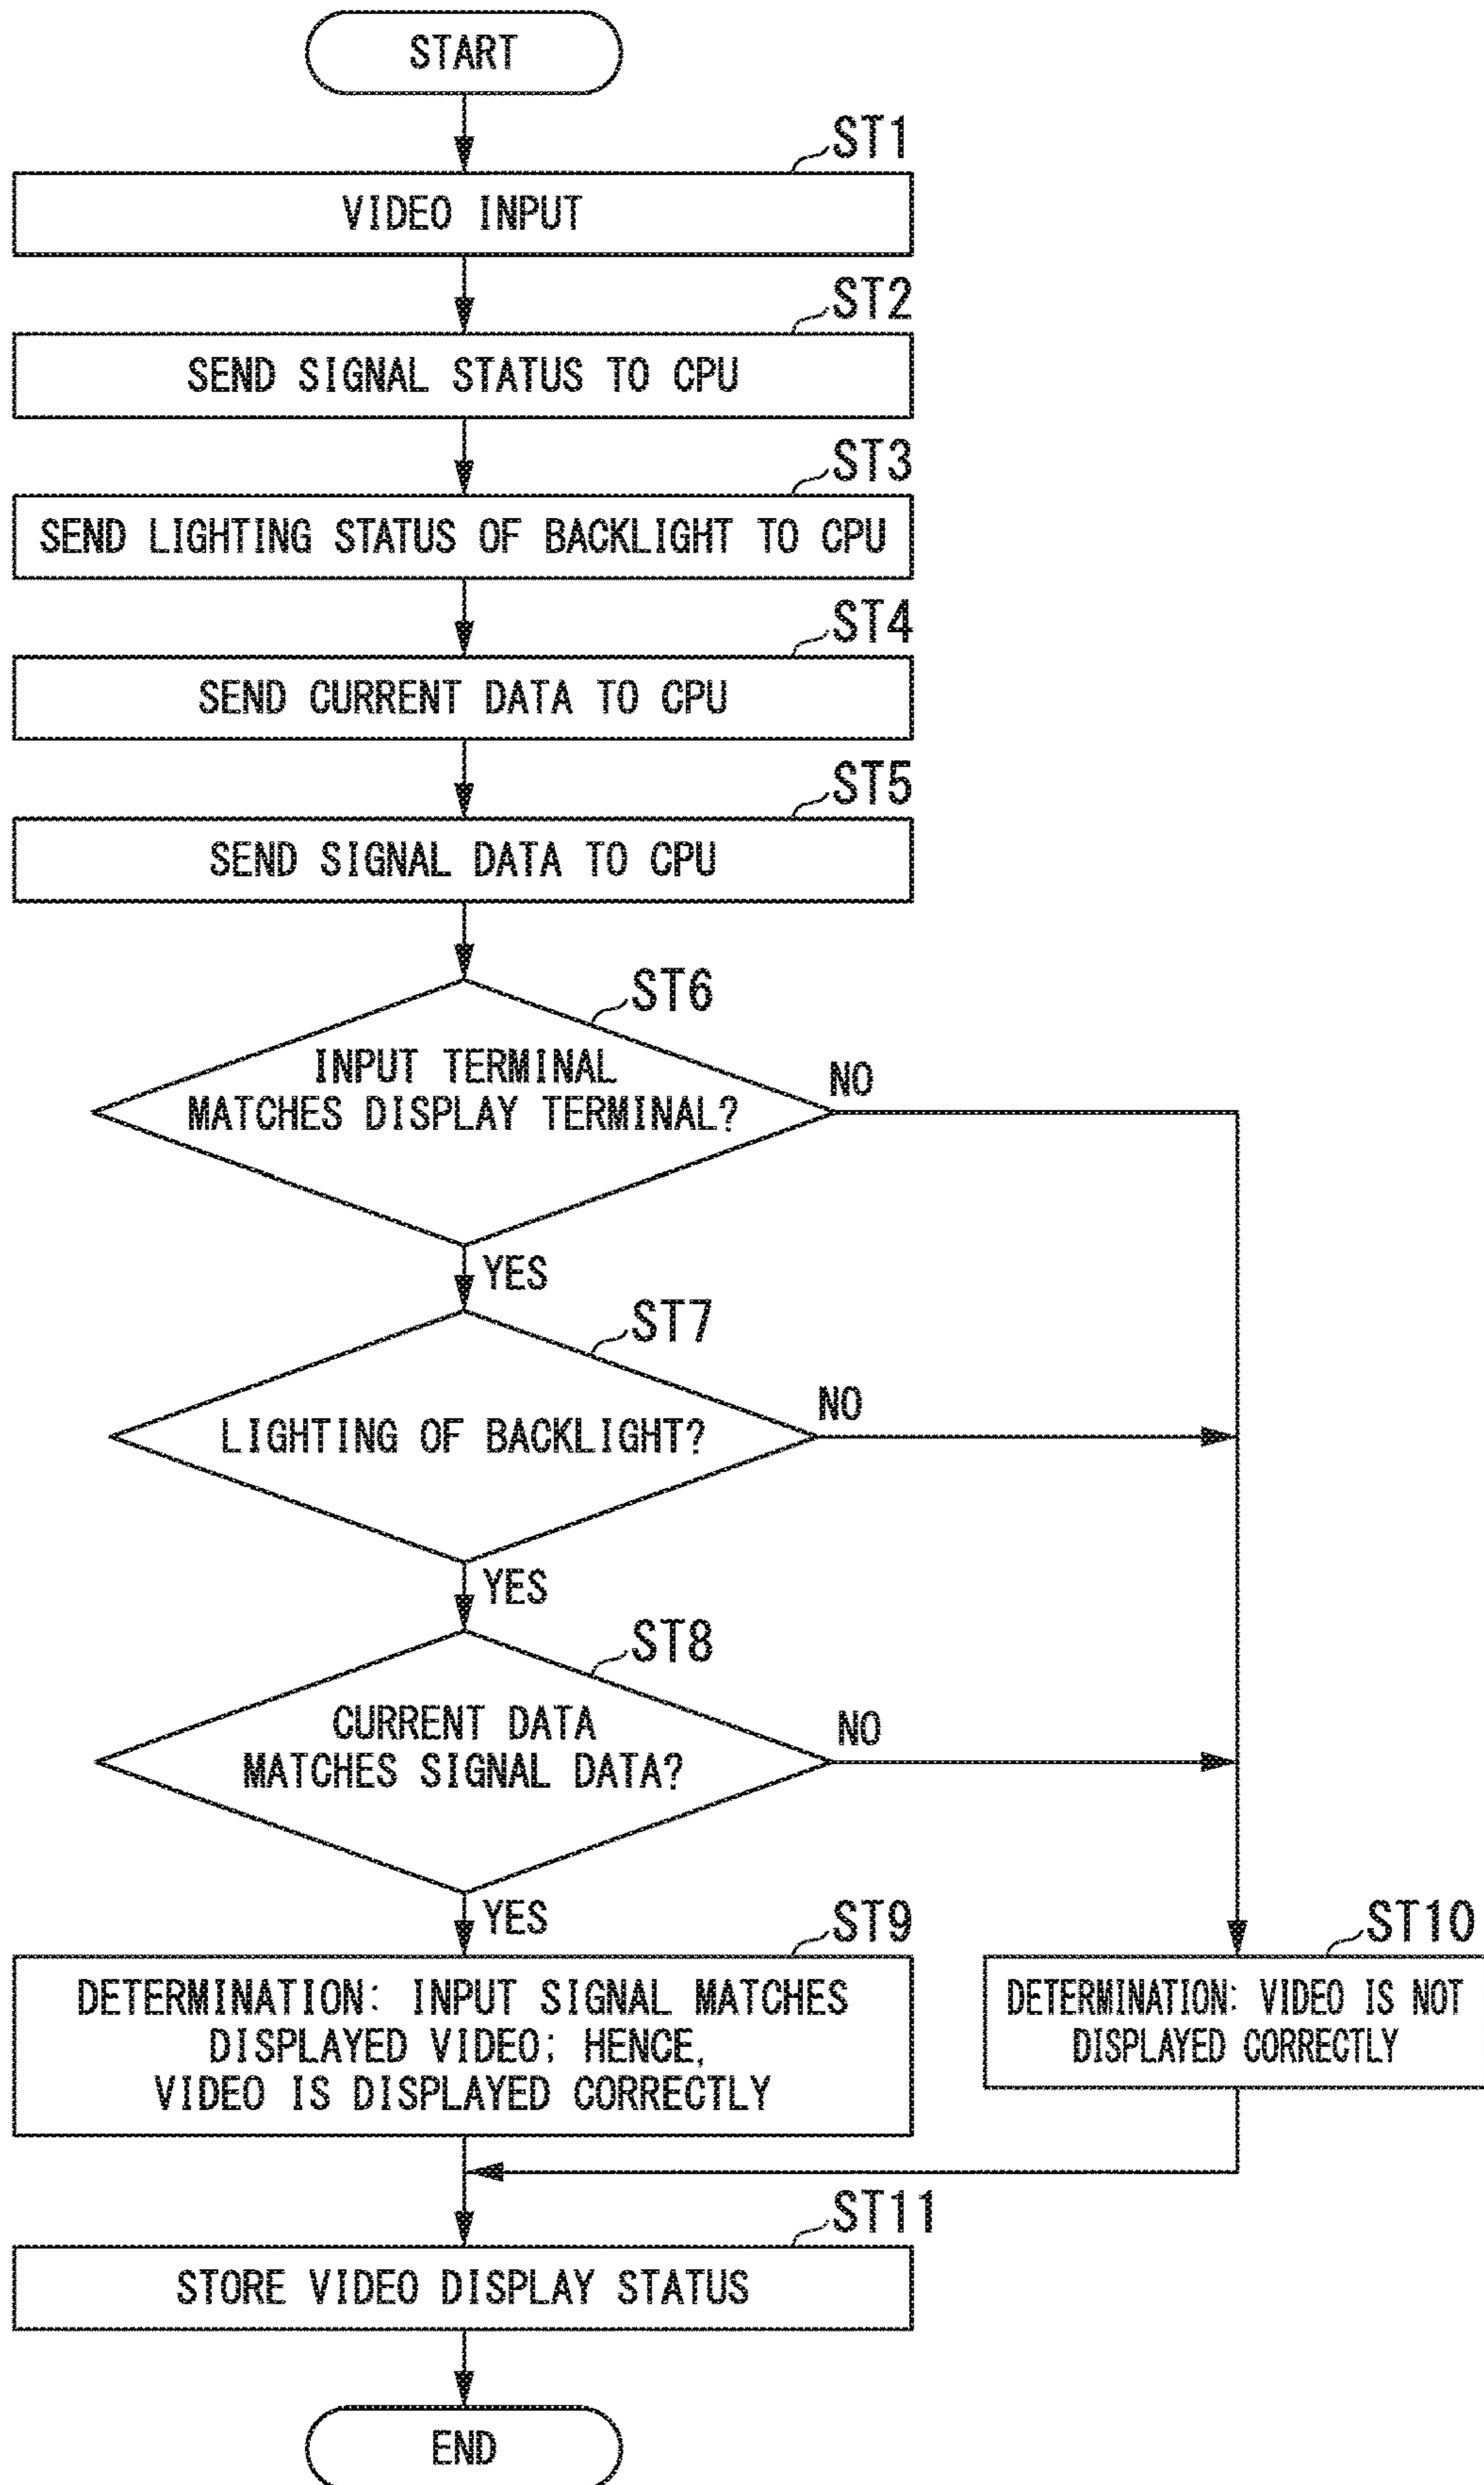 START
ST1
VIDEO INPUT
ST2
SEND SIGNAL STATUS TO CPU
ST3
SEND LIGHTING STATUS OF BACKLIGHT TO CPU
ST4
SEND CURRENT DATA TO CPU
ST5
SEND SIGNAL DATA TO CPU
ST6
INPUT TERMINAL
MATCHES DISPLAY TERMINAL?
NO
YES
ST7
LIGHTING OF BACKLIGHT?
NO
YES
ST8
CURRENT DATA
MATCHES SIGNAL DATA?
NO
YES
ST9
DETERMINATION: INPUT SIGNAL MATCHES
DISPLAYED VIDEO; HENCE,
VIDEO IS DISPLAYED CORRECTLY
ST10
DETERMINATION: VIDEO IS NOT
DISPLAYED CORRECTLY
ST11
STORE VIDEO DISPLAY STATUS
END